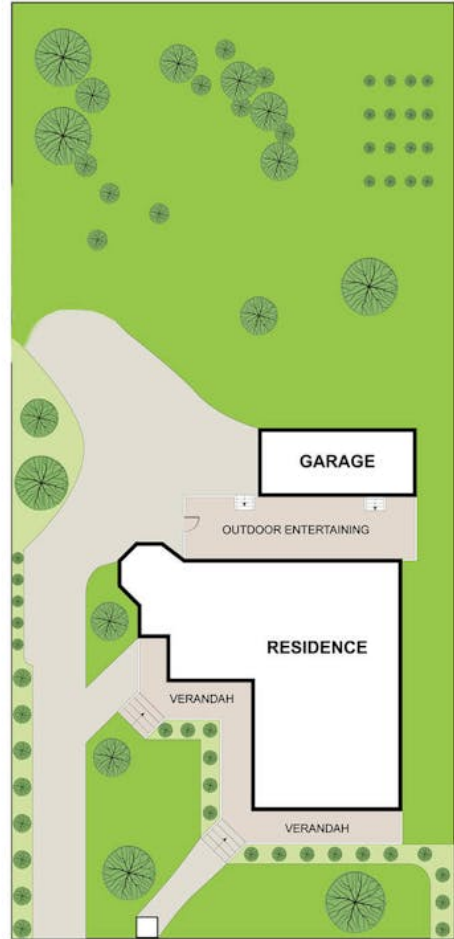 GARAGE
OUTDOOR ENTERTAINING
RESIDENCE
VERANDAH
VERANDAH